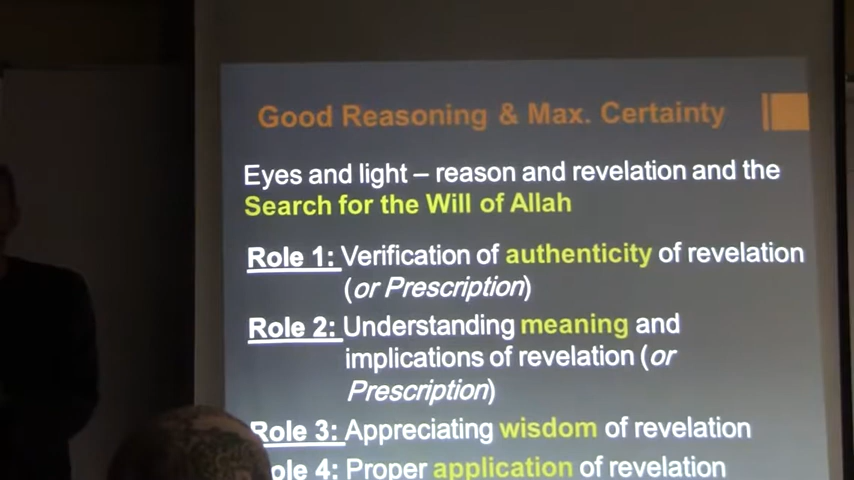 Good Reasoning & Max. Certainty
Eyes and light – reason and revelation and the
Search for the Will of Allah
Role 1: Verification of authenticity of revelation
(or Prescription)
Role 2: Understanding meaning and
implications of revelation (or
Prescription)
Role 3: Appreciating wisdom of revelation
ole 4: Proper application of revelation